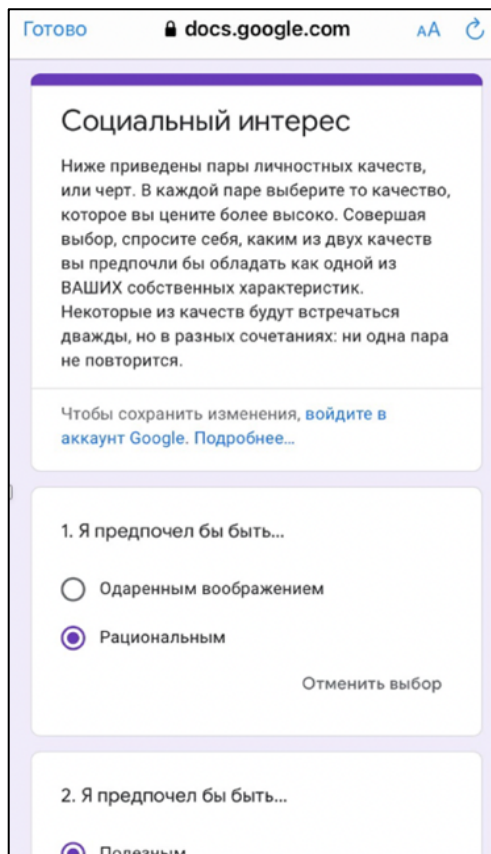 Готово docs.google.com AA
Социальный интерес
Ниже приведены пары личностных качеств,
или черт. В каждой паре выберите то качество,
которое вы цените более высоко. Совершая
выбор, спросите себя, каким из двух качеств
вы предпочли бы обладать как одной из
ВАШИХ собственных характеристик.
Некоторые из качеств будут встречаться
дважды, но в разных сочетаниях: ни одна пара
не повторится.
Чтобы сохранить изменения, войдите в
аккаунт Google. Подробнее…
1. Я предпочел бы быть...
Одаренным воображением
Рациональным
Отменить выбор
2. Я предпочел бы быть...
Полезным